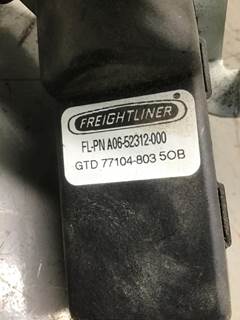 FREIGHTLINER
FL-PN A06-52312-000
GTD 77104-803 5OB